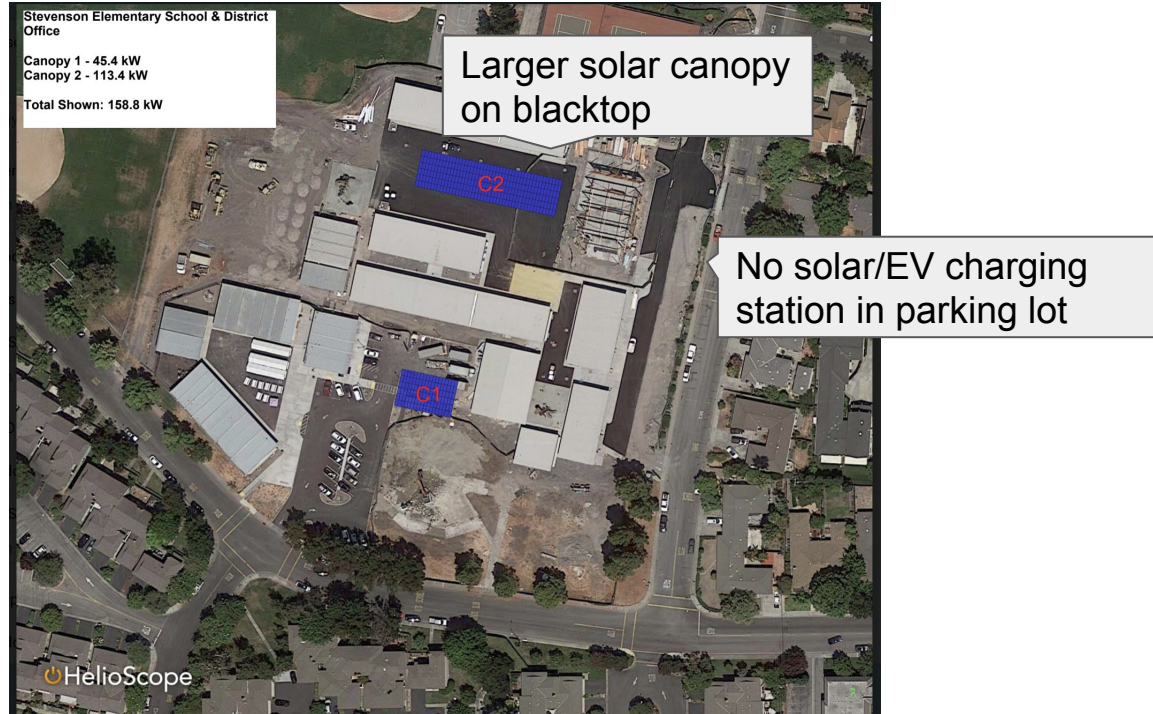 Stevenson Elementary School & District
Office
Canopy 1 - 45.4 kW
Canopy 2 - 113.4 kW
Total Shown: 158.8 kW
Larger solar canopy
on blacktop
C2
No solar/EV charging
station in parking lot
C1
HelioScope